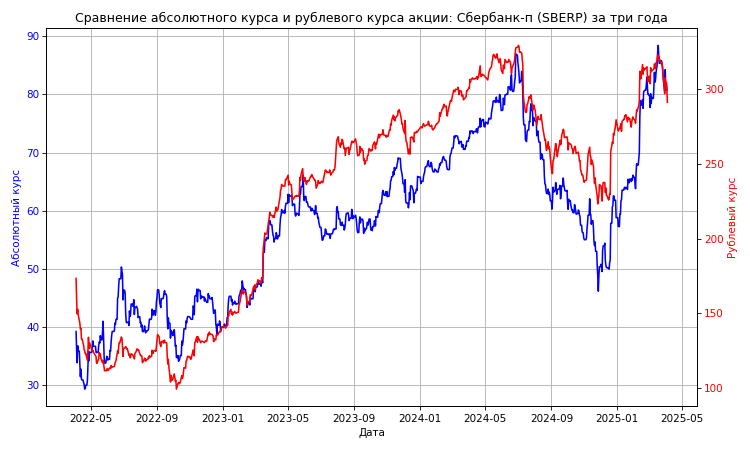 Сравнение абсолютного курса и рублевого курса акции: Сбербанк-п (SBERP) за три года
90
80
70
60
50
40
30
Абсолютный курс
300
250
200
150
100
Рублевый курс
2022-05 2022-09 2023-01 2023-05 2023-09 2024-01 2024-05 2024-09 2025-01 2025-05
Дата